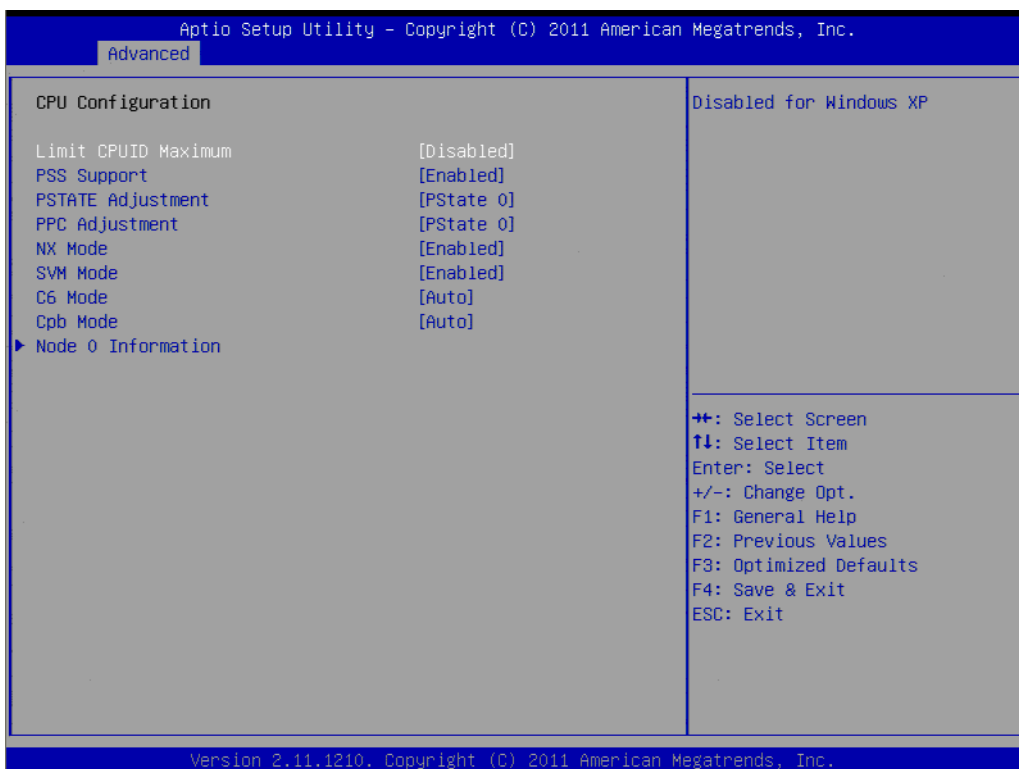 Aptio Setup Utility – Copyright (C) 2011 American Megatrends, Inc.
Advanced
CPU Configuration
Limit CPUID Maximum [Disabled]
PSS Support [Enabled]
PSTATE Adjustment [PState 0]
PPC Adjustment [PState 0]
NX Mode [Enabled]
SVM Mode [Enabled]
C6 Mode [Auto]
Cpb Mode [Auto]
▶ Node 0 Information
Disabled for Windows XP
→←: Select Screen
↑↓: Select Item
Enter: Select
+/-: Change Opt.
F1: General Help
F2: Previous Values
F3: Optimized Defaults
F4: Save & Exit
ESC: Exit
Version 2.11.1210. Copyright (C) 2011 American Megatrends, Inc.